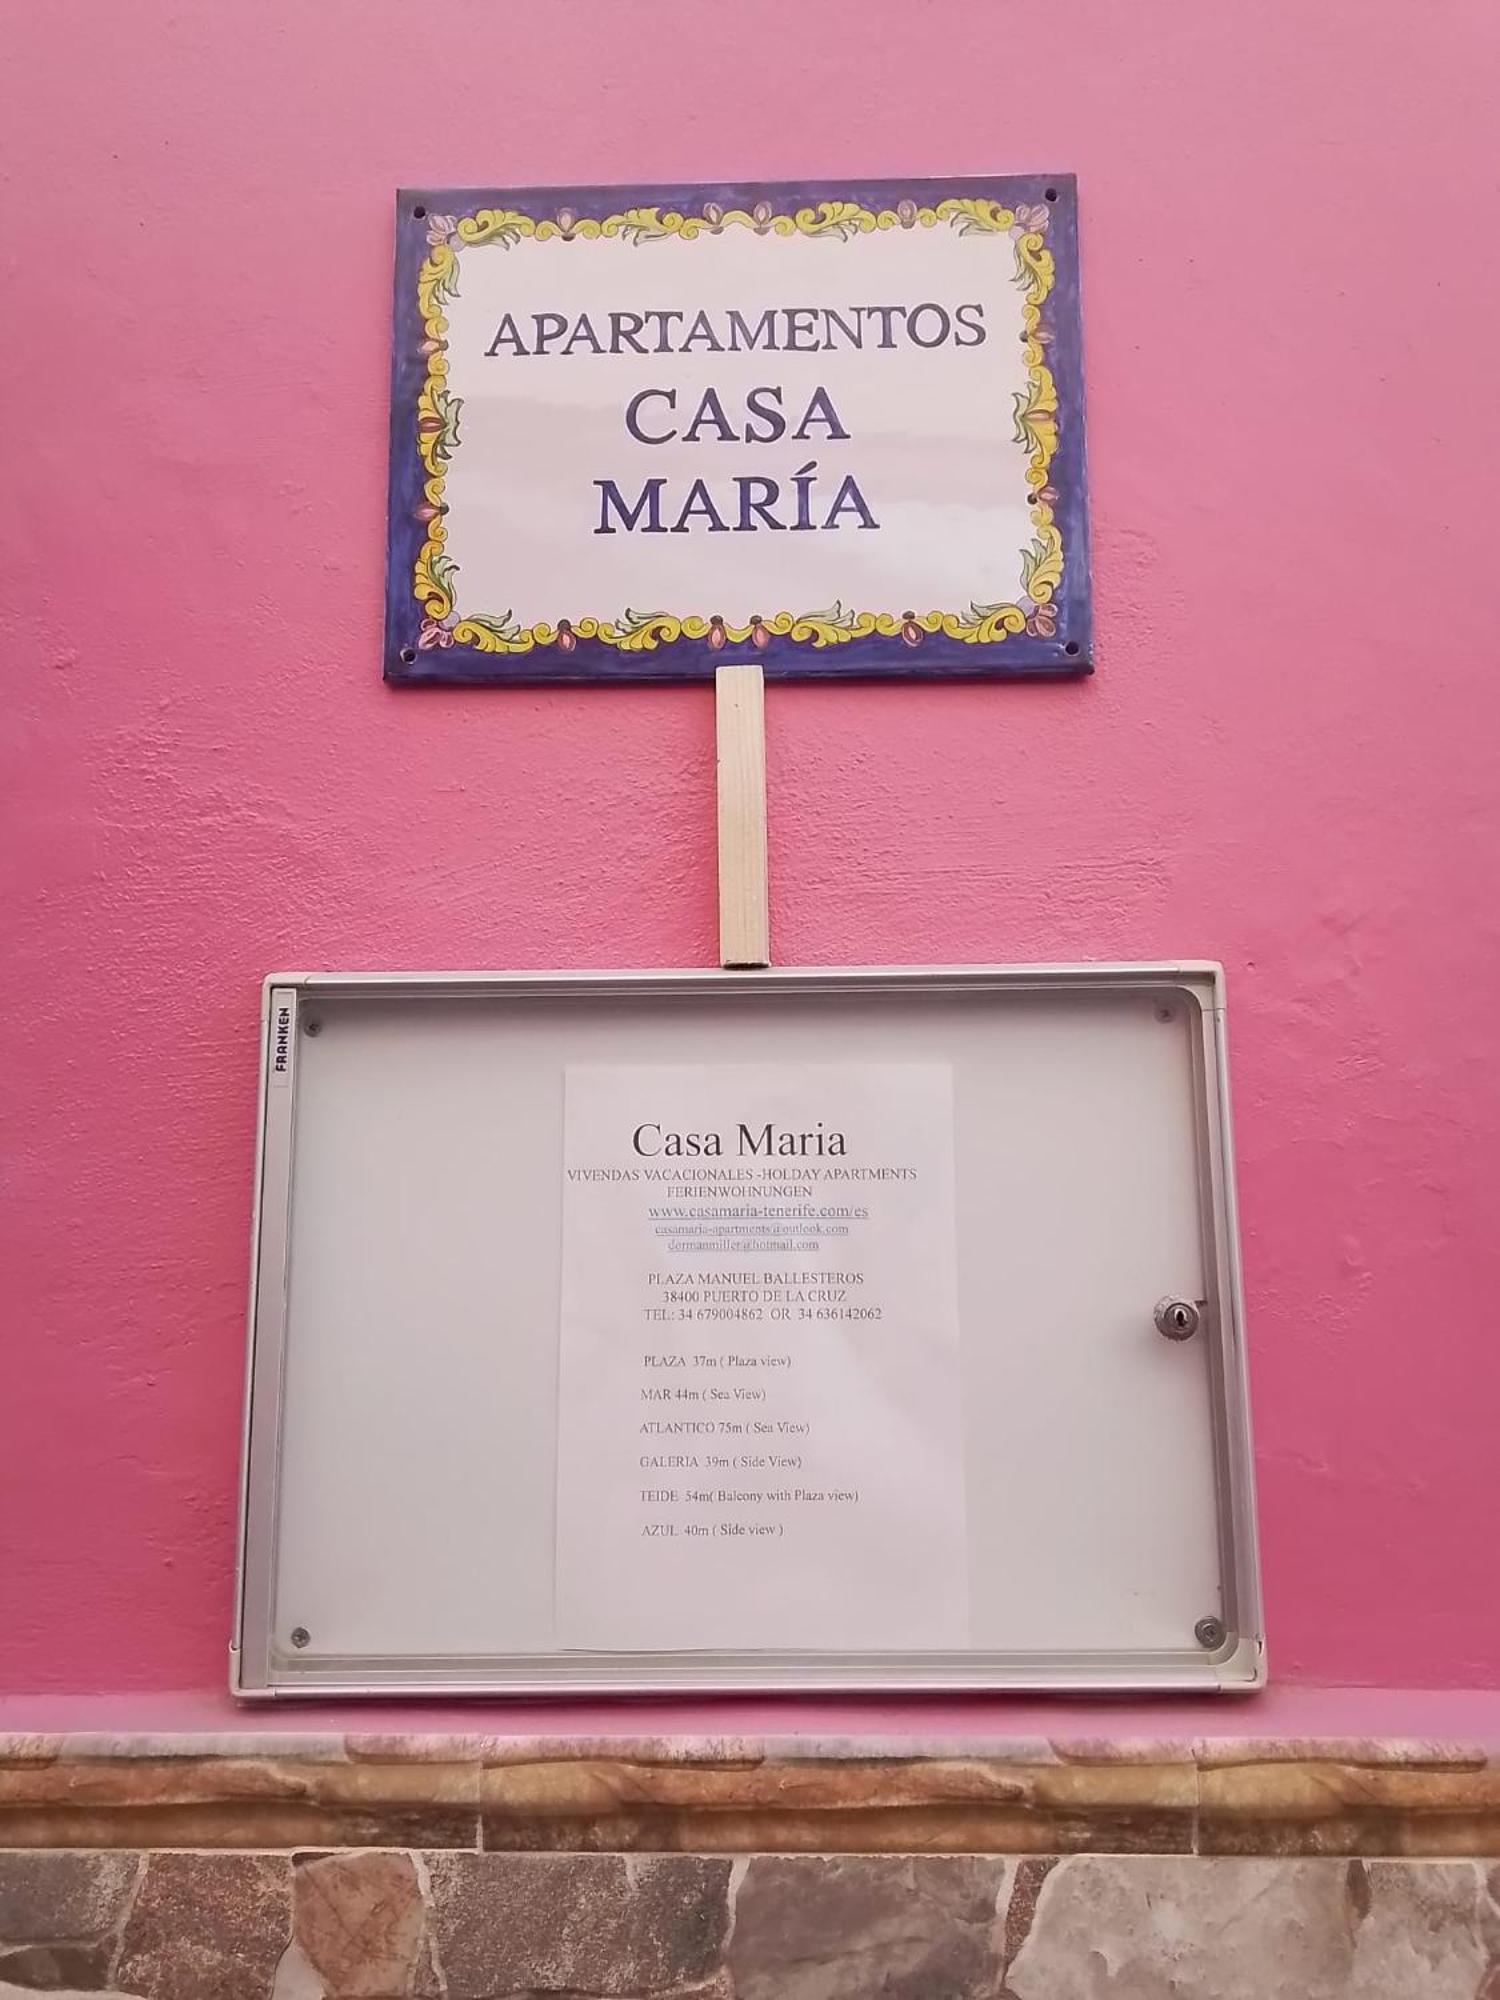 APARTAMENTOS
CASA
MARÍA
FRANKEN
Casa Maria
VIVENDAS VACACIONALES -HOLDAY APARTMENTS
FERIENWOHNUNGEN
www.casamaria-tenerife.com/es
casamaria-apartments@outlook.com
dormanmiller@hotmail.com
PLAZA MANUEL BALLESTEROS
38400 PUERTO DE LA CRUZ
TEL: 34 679004862 OR 34 636142062
PLAZA 37m ( Plaza view)
MAR 44m ( Sea View)
ATLANTICO 75m ( Sea View)
GALERIA 39m ( Side View)
TEIDE 54m( Balcony with Plaza view)
AZUL 40m ( Side view )